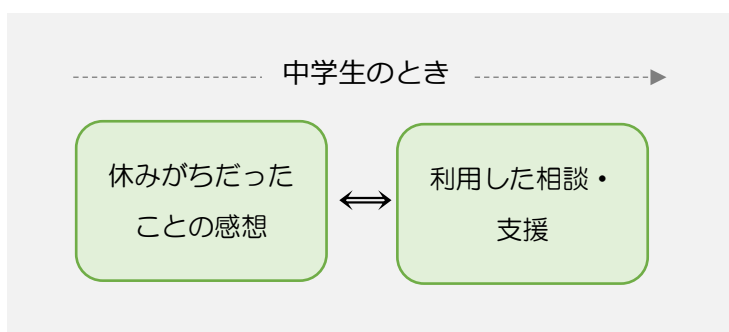 中学生のとき
休みがちだった
ことの感想
利用した相談・
支援